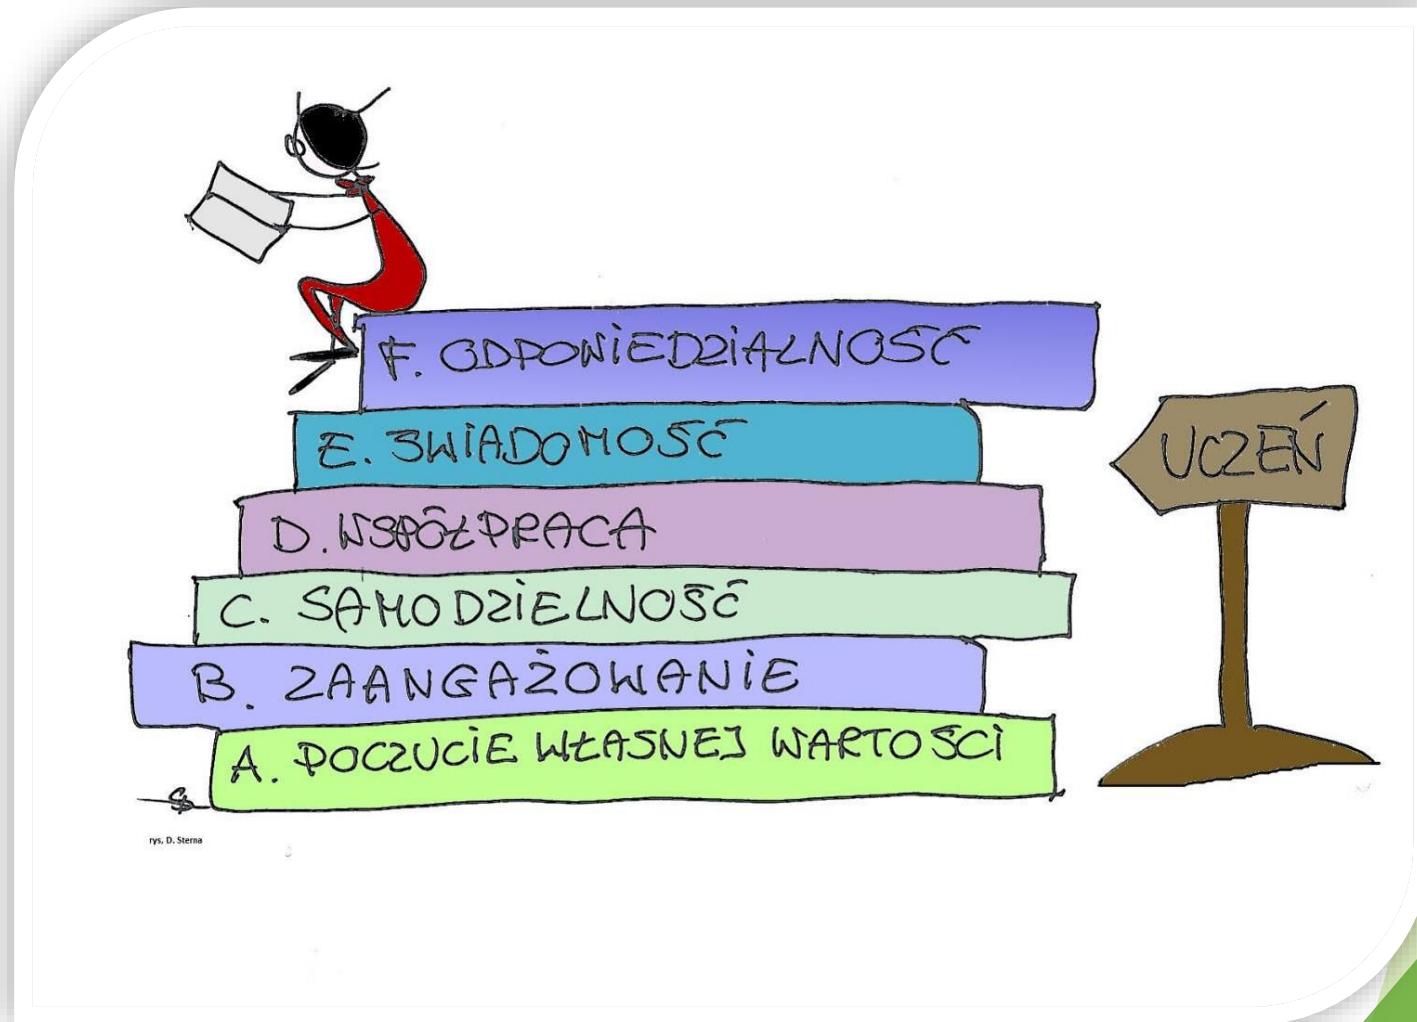 F. ODPOWIEDZIALNOŚĆ
E. ŚWIADOMOŚĆ
D. WSPÓŁPRACA
C. SAMODZIELNOŚĆ
B. ZAANGAŻOWANIE
A. POCZUCIE WŁASNEJ WARTOŚCI
UCZEŃ
rys, D. Sterna